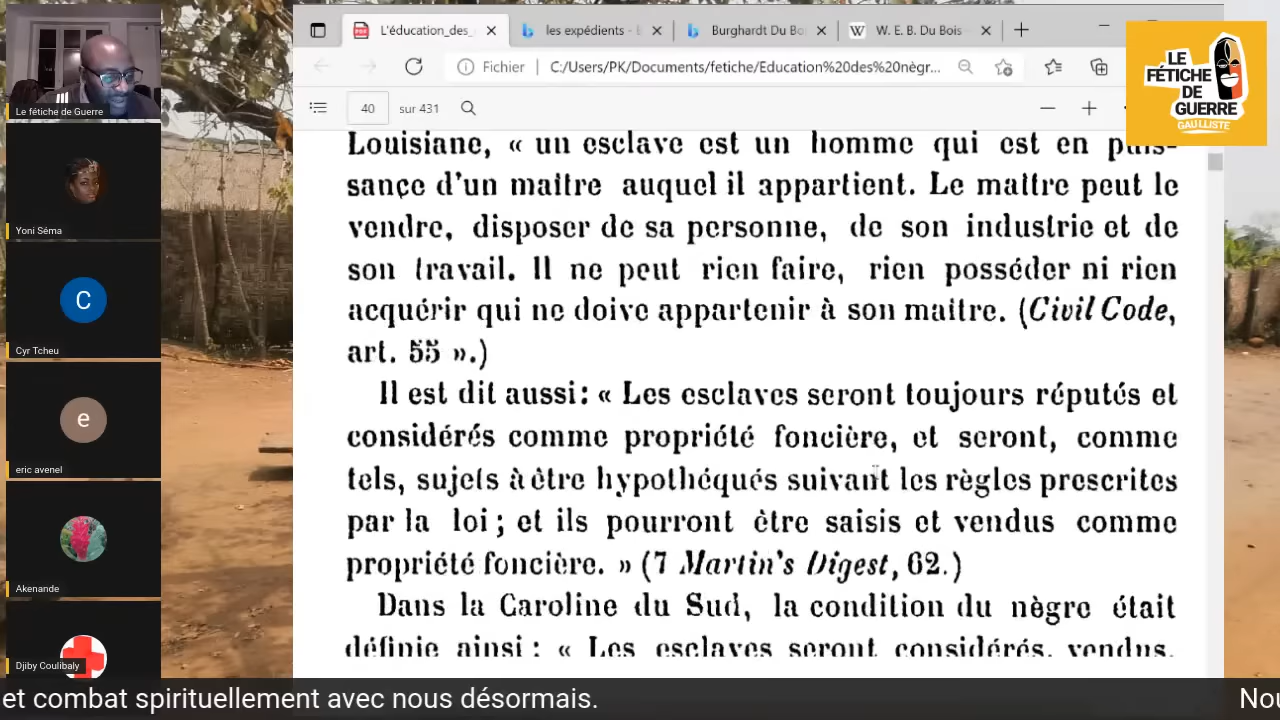 L'éducation_des_
les expédients - B
Burghardt Du Bo
W. E. B. Du Bois –
Fichier
C:/Users/PK/Documents/fetiche/Education%20des%20nègr...
40 sur 431
LE
FÉTICHE
DE
GUERRE
GAULLISTE
Le fétiche de Guerre
Yoni Séma
C
Cyr Tcheu
e
eric avenel
Akenande
Djiby Coulibaly
Louisiane, « un esclave est un homme qui est en puis-
sance d'un maître auquel il appartient. Le maître peut le
vendre, disposer de sa personne, de son industrie et de
son travail. Il ne peut rien faire, rien posséder ni rien
acquérir qui ne doive appartenir à son maître. (Civil Code,
art. 55 ».)
Il est dit aussi: « Les esclaves seront toujours réputés et
considérés comme propriété foncière, et seront, comme
tels, sujets à être hypothéqués suivant les règles prescrites
par la loi ; et ils pourront être saisis et vendus comme
propriété foncière. » (7 Martin's Digest, 62.)
Dans la Caroline du Sud, la condition du nègre était
définie ainsi : « Les esclaves seront considérés, vendus,
et combat spirituellement avec nous désormais.
Nou